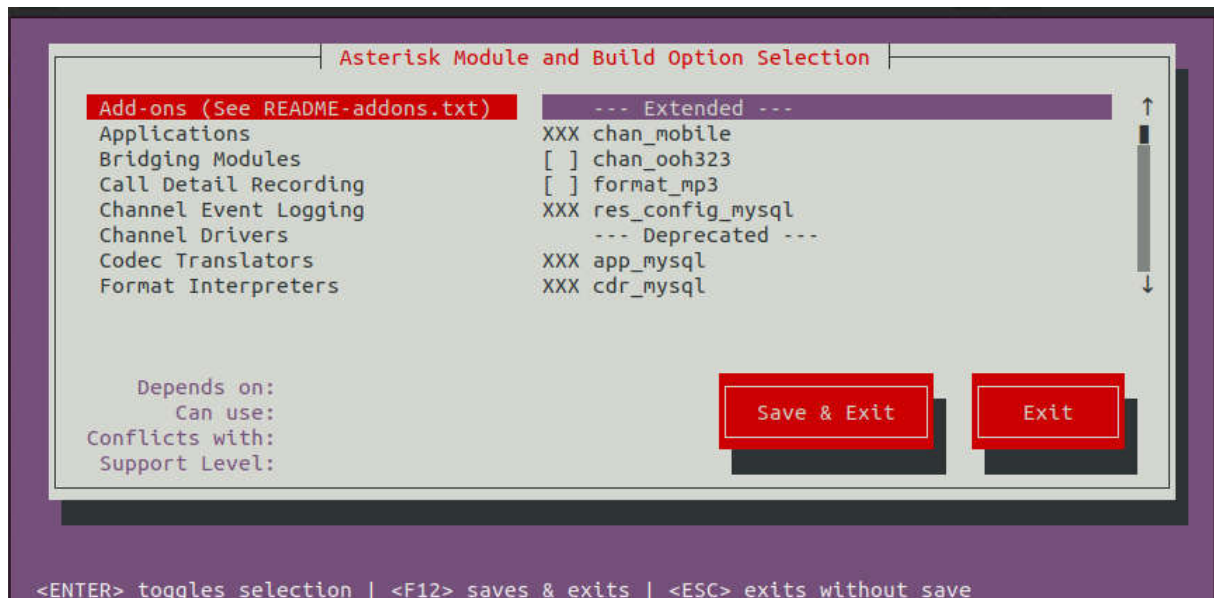 Asterisk Module and Build Option Selection
Add-ons (See README-addons.txt) --- Extended ---
Applications XXX chan_mobile
Bridging Modules [ ] chan_ooh323
Call Detail Recording [ ] format_mp3
Channel Event Logging XXX res_config_mysql
Channel Drivers --- Deprecated ---
Codec Translators XXX app_mysql
Format Interpreters XXX cdr_mysql
Depends on:
Can use: Save & Exit Exit
Conflicts with:
Support Level:
<ENTER> toggles selection | <F12> saves & exits | <ESC> exits without save